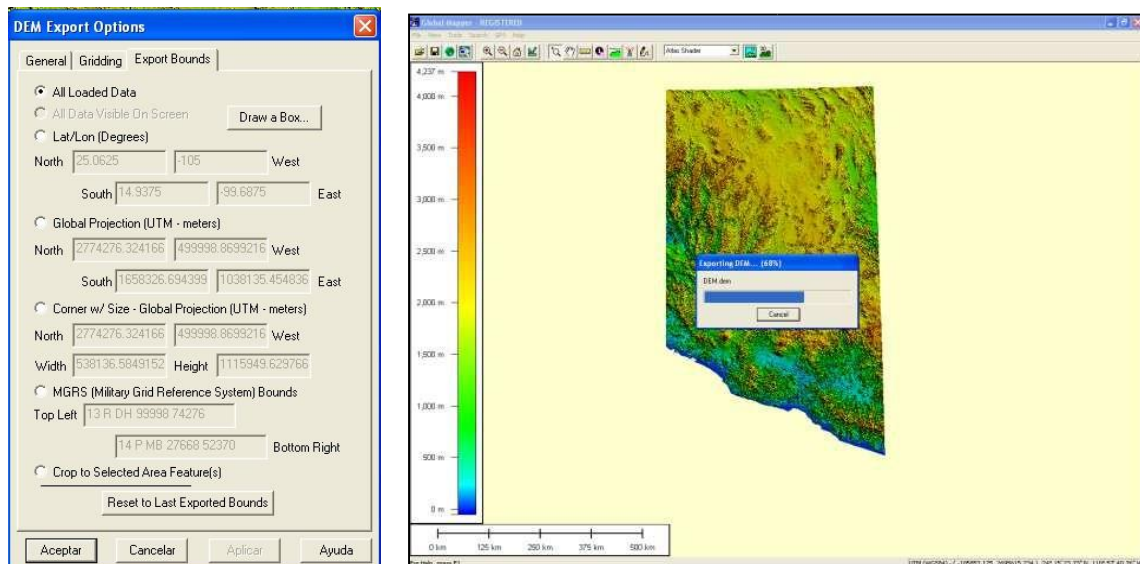 DEM Export Options
General Gridding Export Bounds
All Loaded Data
All Data Visible On Screen Draw a Box...
Lat/Lon (Degrees)
North 25.0625 -105 West
South 14.9375 -99.6875 East
Global Projection (UTM - meters)
North 2774276.324166 499998.8699216 West
South 1658326.694399 1038135.454836 East
Corner w/ Size - Global Projection (UTM - meters)
North 2774276.324166 499998.8699216 West
Width 538136.5849152 Height 1115949.629766
MGRS (Military Grid Reference System) Bounds
Top Left 13 R DH 99998 74276
14 P MB 27668 52370 Bottom Right
Crop to Selected Area Feature(s)
Reset to Last Exported Bounds
Aceptar Cancelar Aplicar Ayuda
Global Mapper - REGISTERED
File View Tools Search GPS Help
Atlas Shader
4,237 m
4,000 m
3,500 m
3,000 m
2,500 m
2,000 m
1,500 m
1,000 m
500 m
0 m
Exporting DEM... (68%)
DEM.dem
Cancel
0 km 125 km 250 km 375 km 500 km